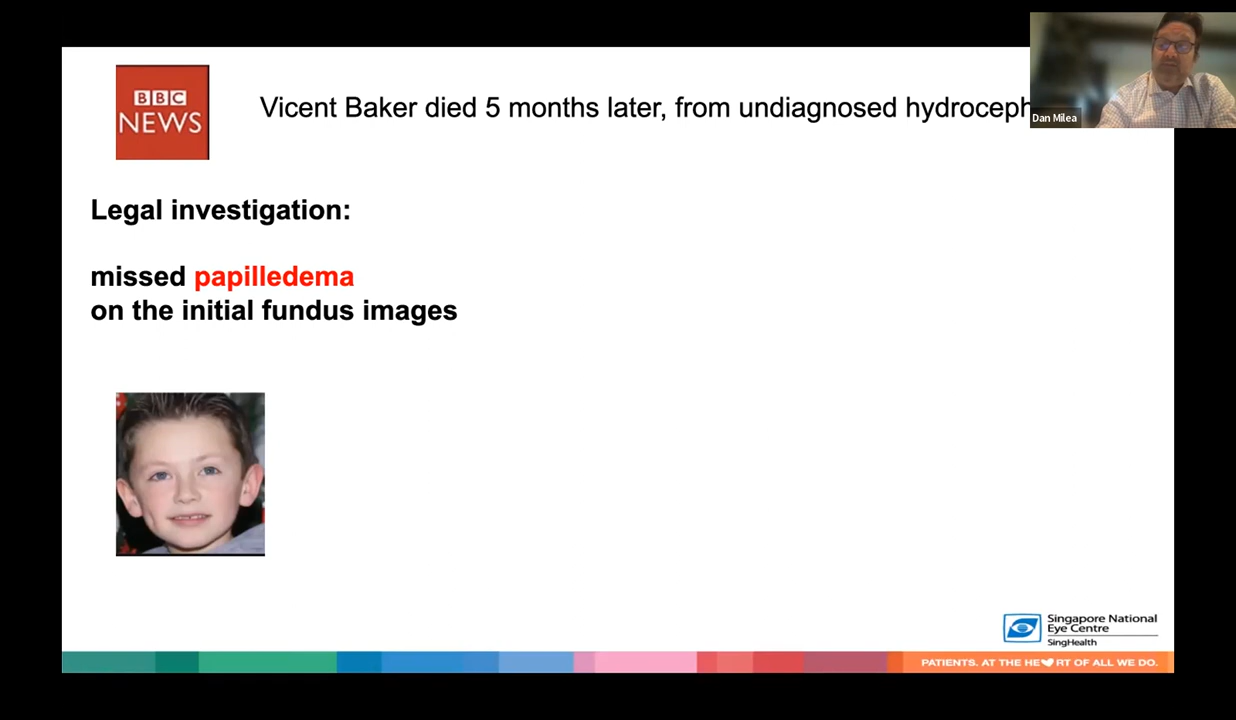 BBC
NEWS
Vicent Baker died 5 months later, from undiagnosed
Dan Milea
Legal investigation:
missed papilledema
on the initial fundus images
Singapore National
Eye Centre
SingHealth
PATIENTS. AT THE HE RT OF ALL WE DO.